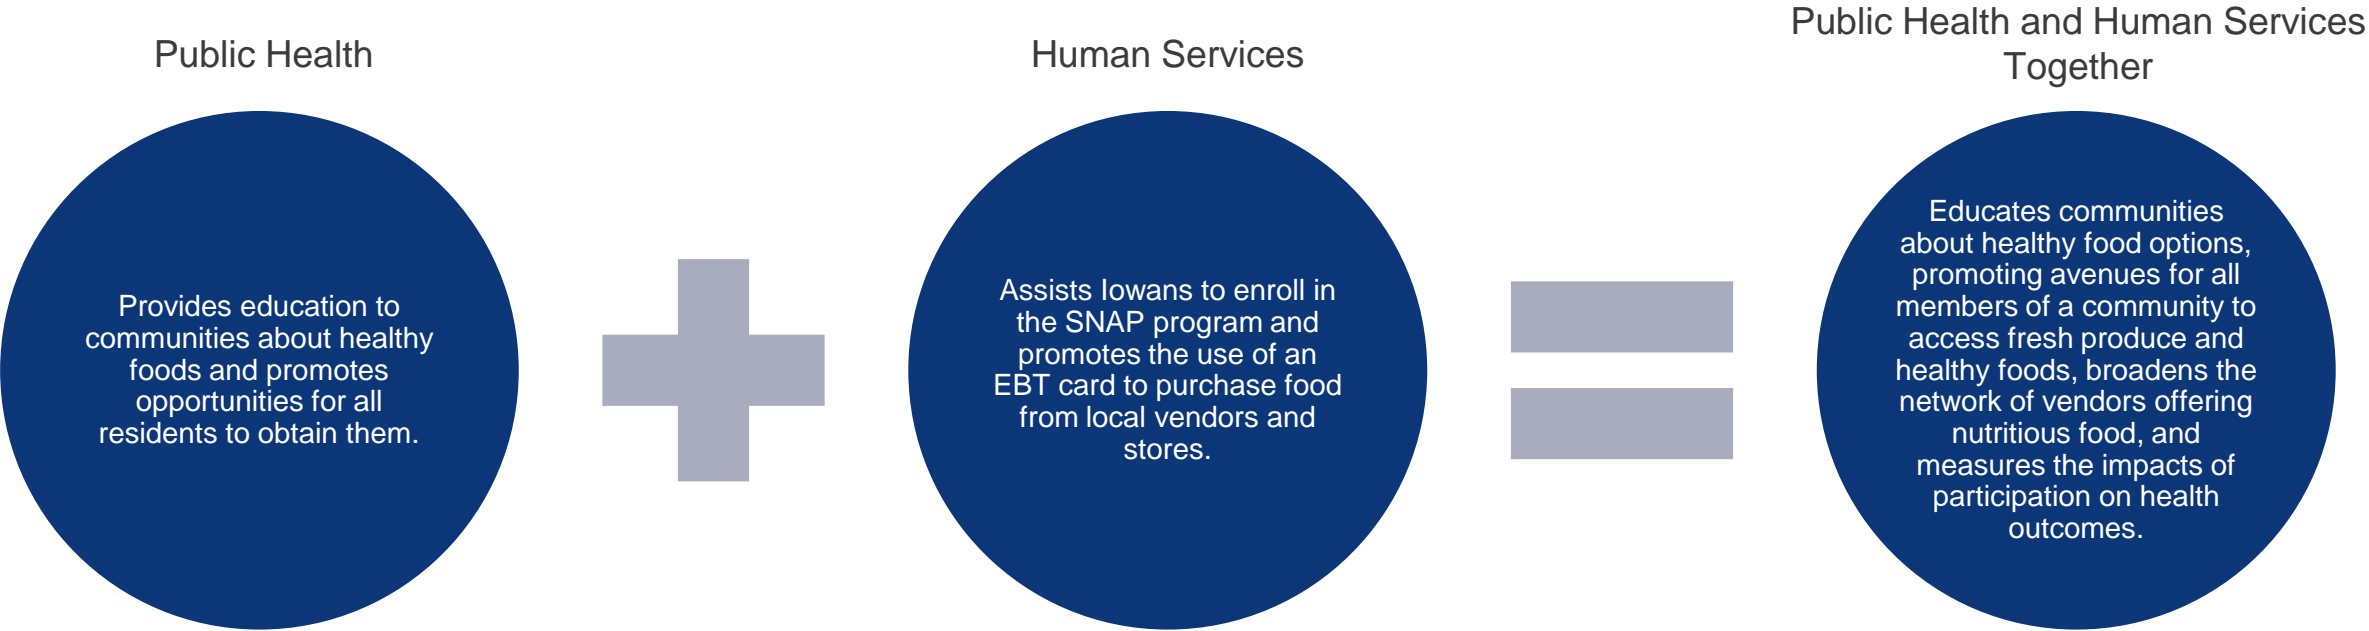 Public Health
Provides education to
communities about healthy
foods and promotes
opportunities for all
residents to obtain them.
Human Services
Assists Iowans to enroll in
the SNAP program and
promotes the use of an
EBT card to purchase food
from local vendors and
stores.
Public Health and Human Services
Together
Educates communities
about healthy food options,
promoting avenues for all
members of a community to
access fresh produce and
healthy foods, broadens the
network of vendors offering
nutritious food, and
measures the impacts of
participation on health
outcomes.